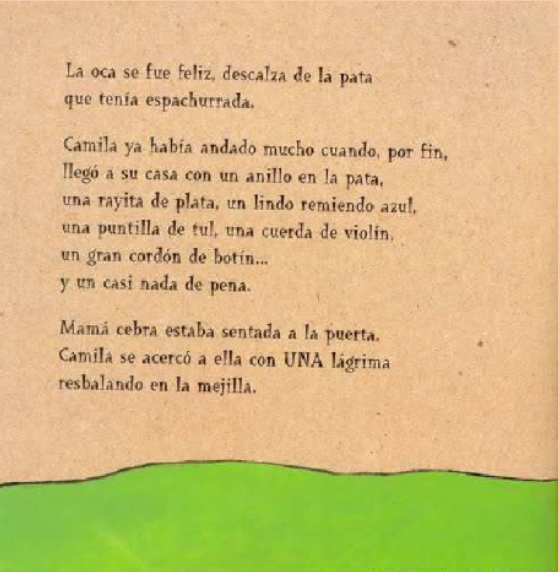 La oca se fue feliz, descalza de la pata
que tenía espachurrada.
Camila ya había andado mucho cuando, por fin,
llegó a su casa con un anillo en la pata,
una rayita de plata, un lindo remiendo azul,
una puntilla de tul, una cuerda de violín,
un gran cordón de botín...
y un casi nada de pena.
Mamá cebra estaba sentada a la puerta.
Camila se acercó a ella con UNA lágrima
resbalando en la mejilla.